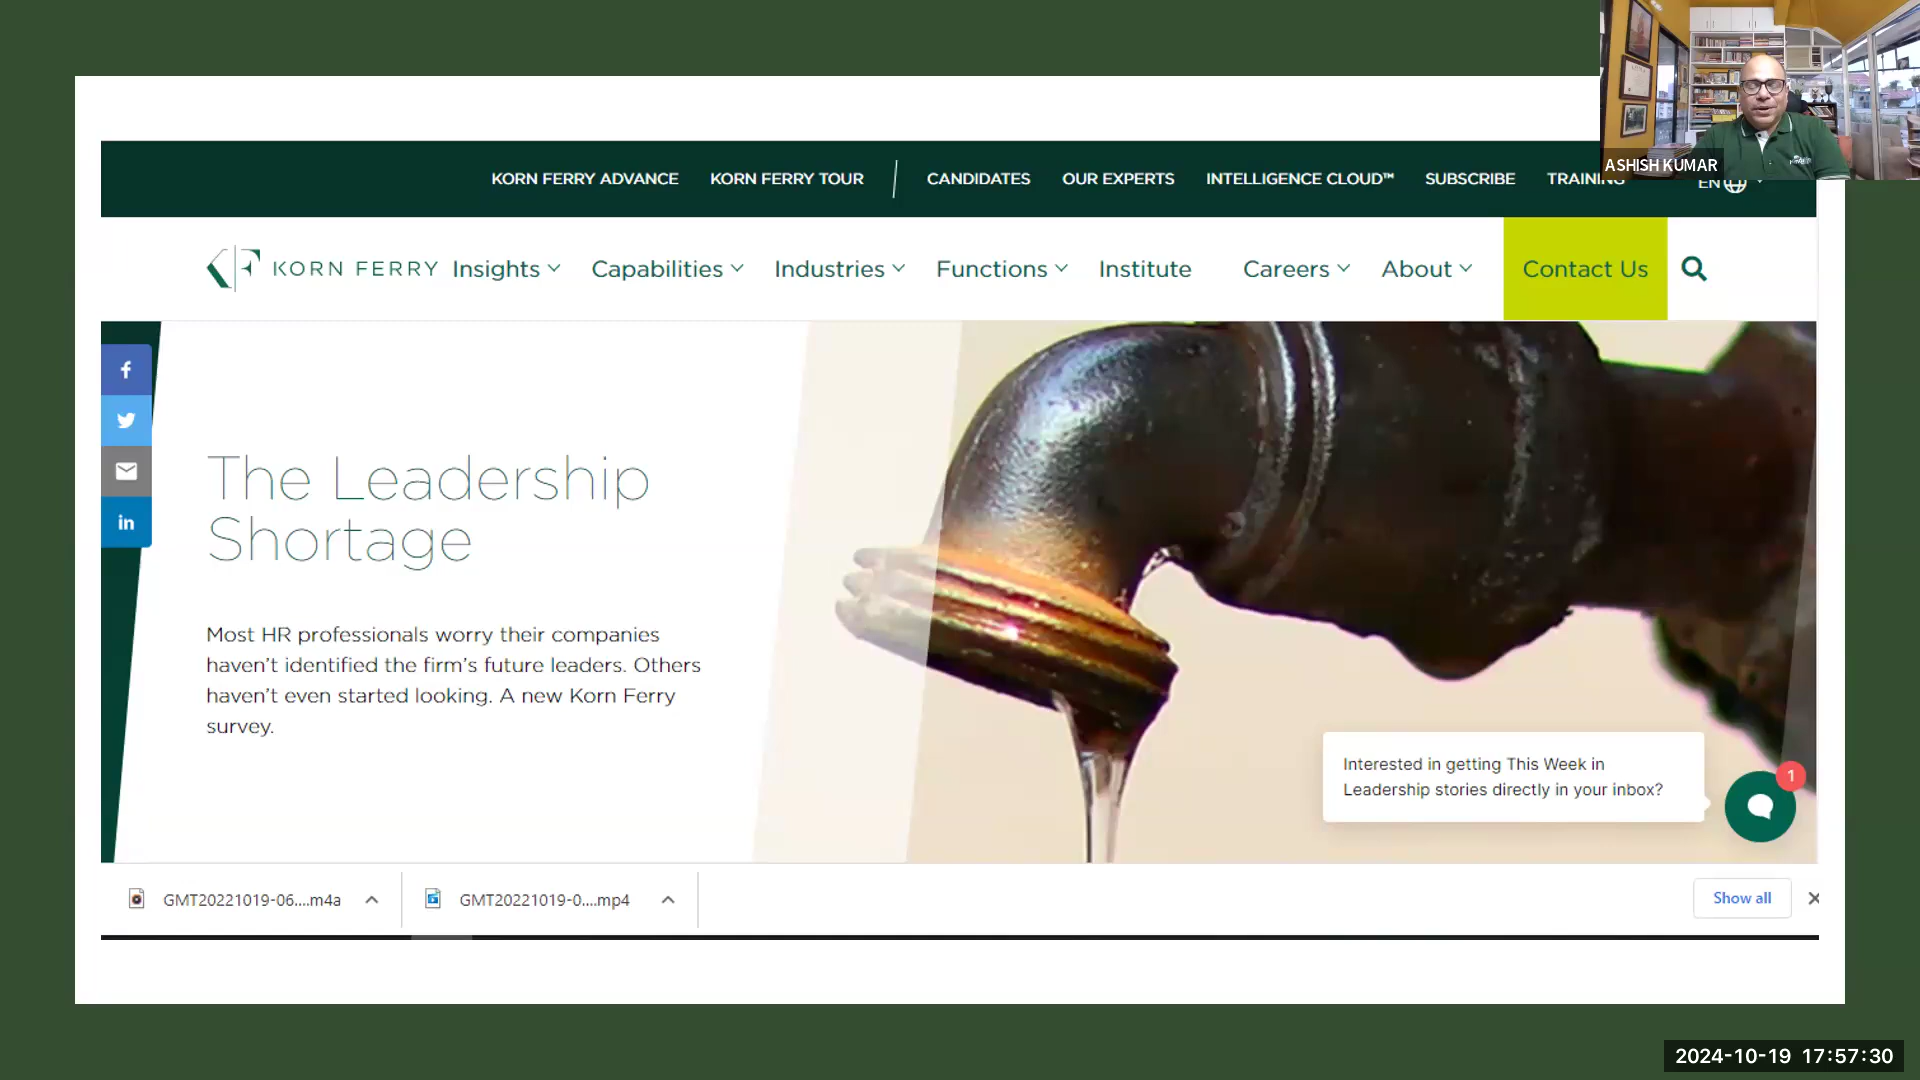 ASHISH KUMAR
KORN FERRY ADVANCE KORN FERRY TOUR CANDIDATES OUR EXPERTS INTELLIGENCE CLOUD™ SUBSCRIBE TRAINING EN
KORN FERRY Insights Capabilities Industries Functions Institute Careers About Contact Us
f
in
The Leadership
Shortage
Most HR professionals worry their companies
haven't identified the firm's future leaders. Others
haven't even started looking. A new Korn Ferry
survey.
Interested in getting This Week in
Leadership stories directly in your inbox?
1
GMT20221019-06....m4a GMT20221019-0....mp4 Show all
2024-10-19 17:57:30